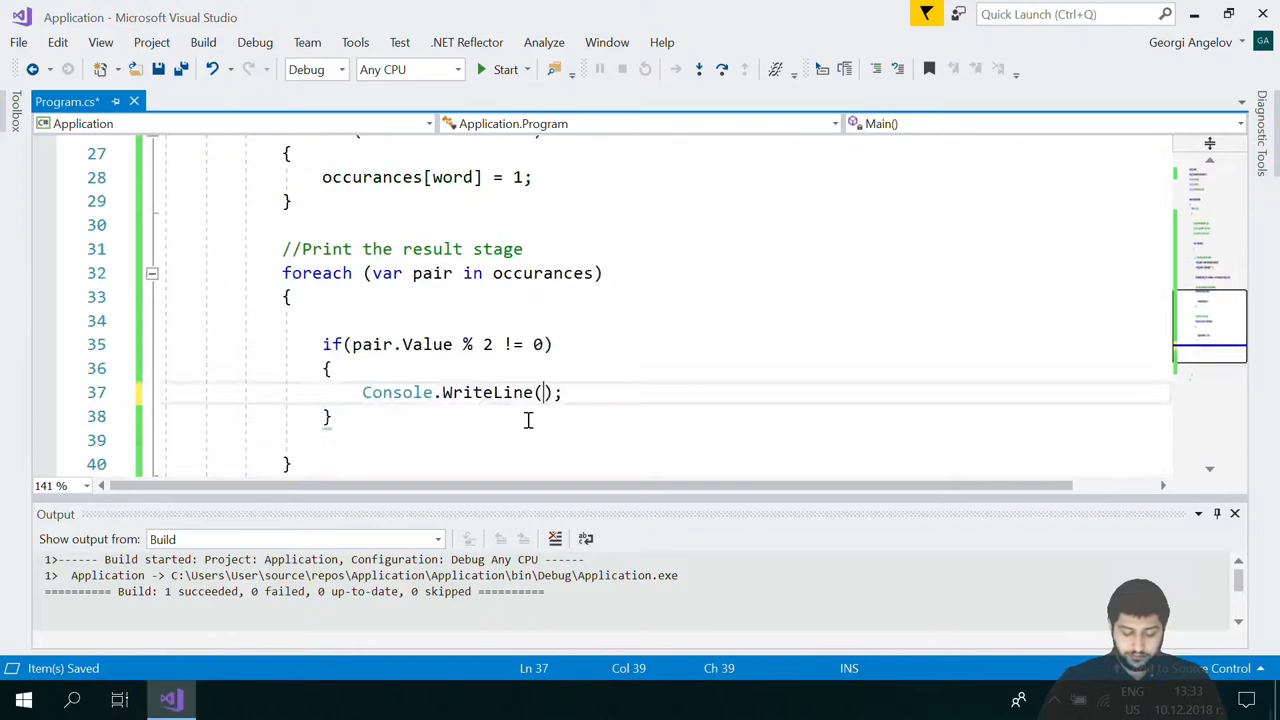 Application - Microsoft Visual Studio
Quick Launch (Ctrl+Q)
File Edit View Project Build Debug Team Tools Test .NET Reflector Analyze Window Help
Georgi Angelov GA
Debug Any CPU Start
Program.cs*
Toolbox
Diagnostic Tools
Application Application.Program Main()
27 {
28 occurances[word] = 1;
29 }
30
31 //Print the result stage
32 foreach (var pair in occurances)
33 {
34
35 if(pair.Value % 2 != 0)
36 {
37 Console.WriteLine();
38 }
39
40 }
141 %
Output
Show output from: Build
1>------ Build started: Project: Application, Configuration: Debug Any CPU ------
1> Application -> C:\Users\User\source\repos\Application\Application\bin\Debug\Application.exe
========== Build: 1 succeeded, 0 failed, 0 up-to-date, 0 skipped ==========
Item(s) Saved Ln 37 Col 39 Ch 39 INS to Source Control
ENG 13:33
US 10.12.2018 г.